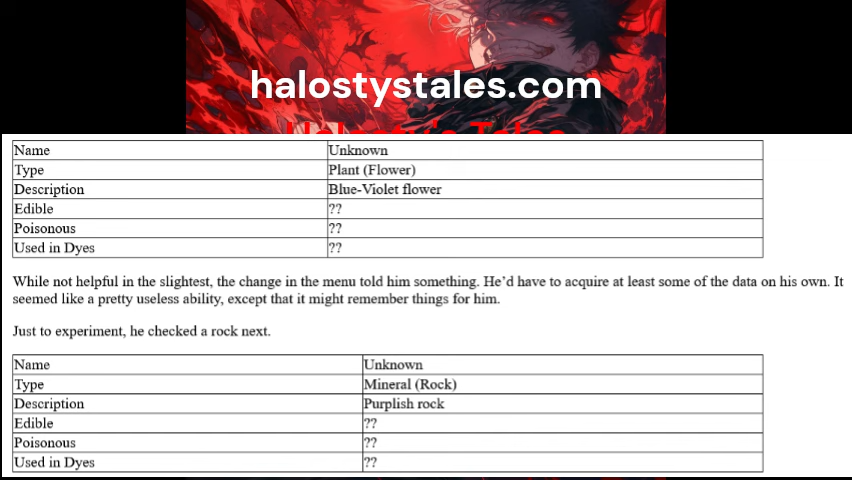 halostystales.com
Name Unknown
Type Plant (Flower)
Description Blue-Violet flower
Edible ??
Poisonous ??
Used in Dyes ??
While not helpful in the slightest, the change in the menu told him something. He’d have to acquire at least some of the data on his own. It
seemed like a pretty useless ability, except that it might remember things for him.
Just to experiment, he checked a rock next.
Name Unknown
Type Mineral (Rock)
Description Purplish rock
Edible ??
Poisonous ??
Used in Dyes ??